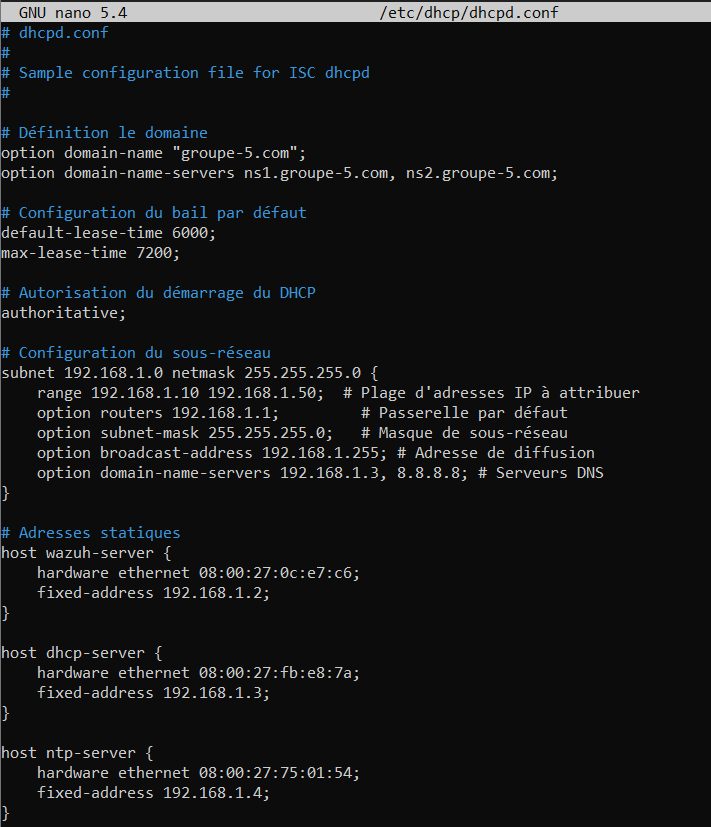 GNU nano 5.4 /etc/dhcp/dhcpd.conf
# dhcpd.conf
#
# Sample configuration file for ISC dhcpd
#
# Définition le domaine
option domain-name "groupe-5.com";
option domain-name-servers ns1.groupe-5.com, ns2.groupe-5.com;
# Configuration du bail par défaut
default-lease-time 6000;
max-lease-time 7200;
# Autorisation du démarrage du DHCP
authoritative;
# Configuration du sous-réseau
subnet 192.168.1.0 netmask 255.255.255.0 {
    range 192.168.1.10 192.168.1.50;  # Plage d'adresses IP à attribuer
    option routers 192.168.1.1;         # Passerelle par défaut
    option subnet-mask 255.255.255.0;   # Masque de sous-réseau
    option broadcast-address 192.168.1.255; # Adresse de diffusion
    option domain-name-servers 192.168.1.3, 8.8.8.8; # Serveurs DNS
}
# Adresses statiques
host wazuh-server {
    hardware ethernet 08:00:27:0c:e7:c6;
    fixed-address 192.168.1.2;
}
host dhcp-server {
    hardware ethernet 08:00:27:fb:e8:7a;
    fixed-address 192.168.1.3;
}
host ntp-server {
    hardware ethernet 08:00:27:75:01:54;
    fixed-address 192.168.1.4;
}